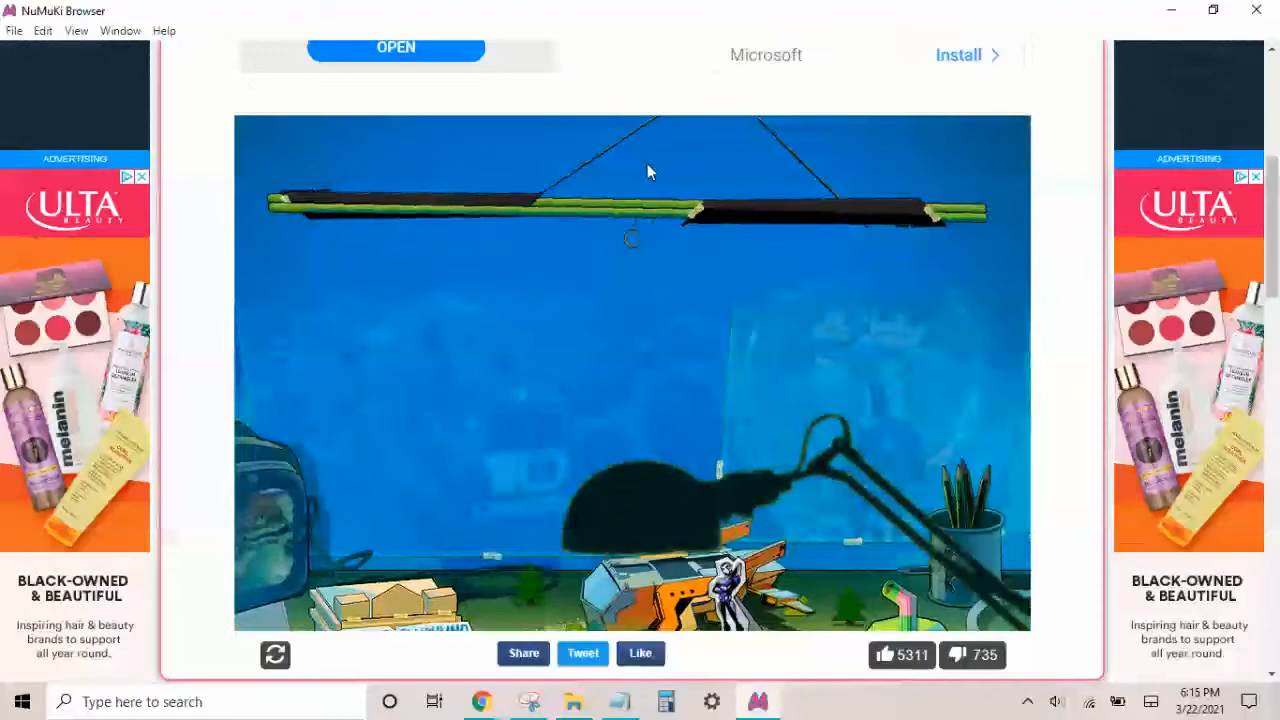 NuMuKi Browser
File Edit View Window Help
OPEN
Microsoft
Install
ADVERTISING
ULTA
BEAUTY
melanin
BLACK-OWNED
& BEAUTIFUL
Inspiring hair & beauty
brands to support
all year round.
ADVERTISING
ULTA
BEAUTY
melanin
BLACK-OWNED
& BEAUTIFUL
Inspiring hair & beauty
brands to support
all year round.
Share
Tweet
Like
5311
735
Type here to search
6:15 PM
3/22/2021